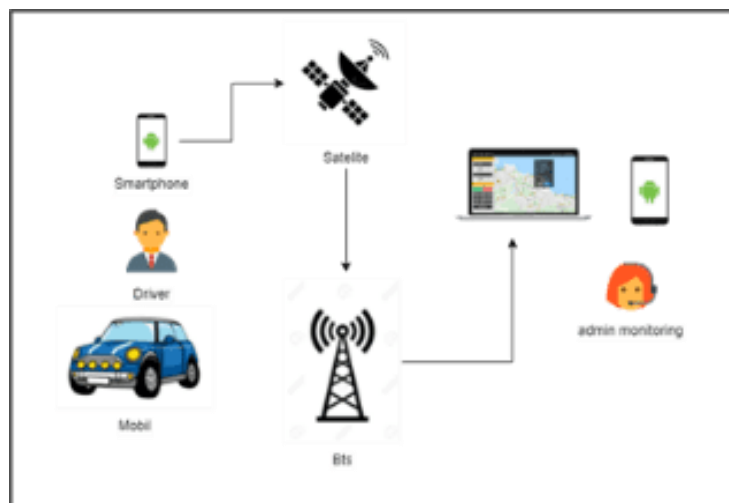 Satelite
Smartphone
Driver
admin monitoring
Mobil
Bts